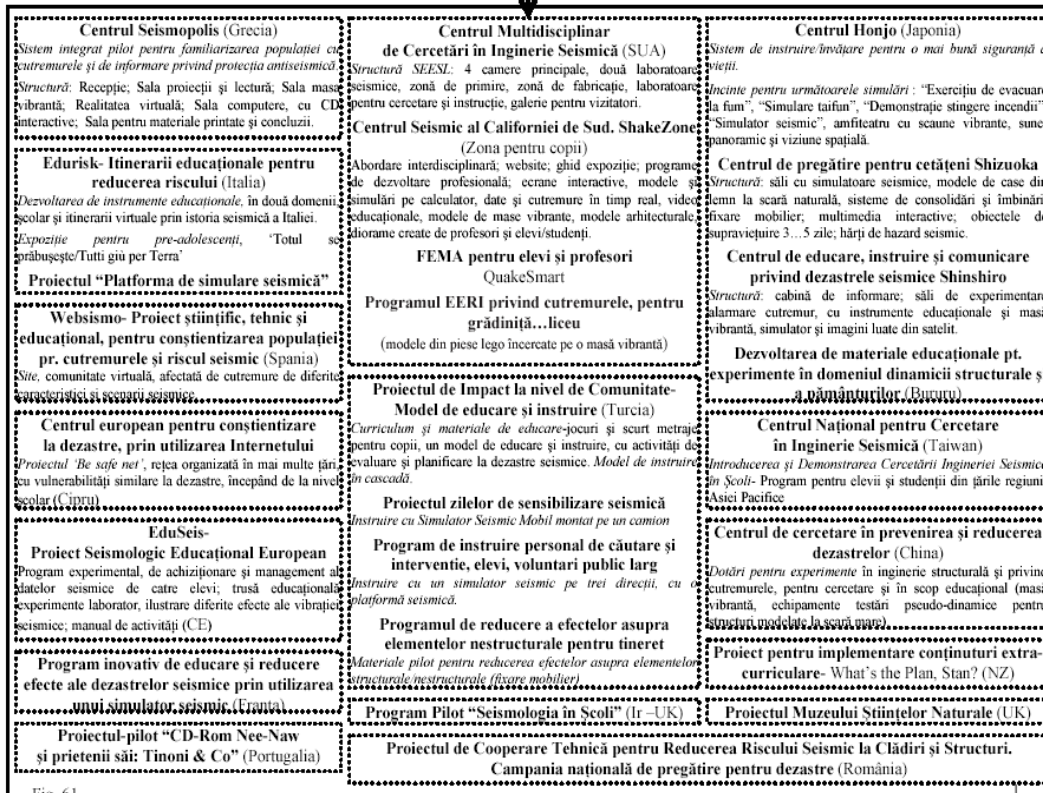 Centrul Seismopolis (Grecia)
Sistem integrat pilot pentru familiarizarea populației cu
cutremurele și de informare privind protecția antiseismică
Structură: Recepție; Sala proiecții și lectură; Sala masa
vibrantă; Realitatea virtuală; Sala computere, cu CD
interactive; Sala pentru materiale printate și concluzii.
Edurisk- Itinerarii educaționale pentru
reducerea riscului (Italia)
Dezvoltarea de instrumente educaționale, în două domenii:
școlar și itinerarii virtuale prin istoria seismică a Italiei.
Expoziție pentru pre-adolescenți, 'Totul se
prăbușește/Tutti giù per Terra'
Proiectul "Platforma de simulare seismică"
Websismo- Proiect științific, tehnic și
educațional, pentru conștientizarea populației
pr. cutremurele și riscul seismic (Spania)
Site, comunitate virtuală, afectată de cutremure de diferite
caracteristici și scenarii seismice.
Centrul european pentru conștientizare
la dezastre, prin utilizarea Internetului
Proiectul 'Be safe net', rețea organizată în mai multe țări,
cu vulnerabilități similare la dezastre, începând de la nivel
școlar (Cipru)
EduSeis-
Proiect Seismologic Educațional European
Program experimental, de achiziționare și management al
datelor seismice de catre elevi; trusă educațională
experimente laborator, ilustrare diferite efecte ale vibrației
seismice; manual de activități (CE)
Program inovativ de educare și reducere
efecte ale dezastrelor seismice prin utilizarea
unui simulator seismic (Franta)
Proiectul-pilot "CD-Rom Nee-Naw
și prietenii săi: Tinoni & Co" (Portugalia)
Centrul Multidisciplinar
de Cercetări în Inginerie Seismică (SUA)
Structură SEESL: 4 camere principale, două laboratoare
seismice, zonă de primire, zonă de fabricație, laboratoare
pentru cercetare și instrucție, galerie pentru vizitatori.
Centrul Seismic al Californiei de Sud. ShakeZone
(Zona pentru copii)
Abordare interdisciplinară; website; ghid expoziție; programe
de dezvoltare profesională; ecrane interactive, modele și
simulări pe calculator, date și cutremure în timp real, video
educaționale, modele de mase vibrante, modele arhitecturale,
diorame create de profesori și elevi/studenți.
FEMA pentru elevi și profesori
QuakeSmart
Programul EERI privind cutremurele, pentru
grădiniță…liceu
(modele din piese lego încercate pe o masă vibrantă)
Proiectul de Impact la nivel de Comunitate-
Model de educare și instruire (Turcia)
Curriculum și materiale de educare-jocuri și scurt metraje
pentru copii, un model de educare și instruire, cu activități de
evaluare și planificare la dezastre seismice. Model de instruire
în cascadă.
Proiectul zilelor de sensibilizare seismică
Instruire cu Simulator Seismic Mobil montat pe un camion
Program de instruire personal de căutare și
interventie, elevi, voluntari public larg
Instruire cu un simulator seismic pe trei direcții, cu o
platformă seismică.
Programul de reducere a efectelor asupra
elementelor nestructurale pentru tineret
Materiale pilot pentru reducerea efectelor asupra elementelor
structurale/nestructurale (fixare mobilier)
Program Pilot "Seismologia în Școli" (Ir –UK)
Centrul Honjo (Japonia)
Sistem de instruire/învățare pentru o mai bună siguranță a
vieții.
Incinte pentru următoarele simulări : "Exercițiu de evacuare
la fum", "Simulare taifun", "Demonstrație stingere incendii",
"Simulator seismic", amfiteatru cu scaune vibrante, sunet
panoramic și viziune spațială.
Centrul de pregătire pentru cetățeni Shizuoka
Structură: săli cu simulatoare seismice, modele de case din
lemn la scară naturală, sisteme de consolidări și îmbinări,
fixare mobilier; multimedia interactive; obiectele de
supraviețuire 3…5 zile; hărți de hazard seismic.
Centrul de educare, instruire și comunicare
privind dezastrele seismice Shinshiro
Structură: cabină de informare; săli de experimentare
alarmare cutremur, cu instrumente educaționale și masă
vibrantă, simulator și imagini luate din satelit.
Dezvoltarea de materiale educaționale pt.
experimente în domeniul dinamicii structurale și
a pământurilor (Bururu)
Centrul Național pentru Cercetare
în Inginerie Seismică (Taiwan)
Introducerea și Demonstrarea Cercetării Ingineriei Seismice
în Școli- Program pentru elevii și studenții din țările regiunii
Asiei Pacifice
Centrul de cercetare în prevenirea și reducerea
dezastrelor (China)
Dotări pentru experimente în inginerie structurală și privind
cutremurele, pentru cercetare și în scop educațional (masă
vibrantă, echipamente testări pseudo-dinamice pentru
structuri modelate la scară mare)
Proiect pentru implementare conținuturi extra-
curriculare- What's the Plan, Stan? (NZ)
Proiectul Muzeului Științelor Naturale (UK)
Proiectul de Cooperare Tehnică pentru Reducerea Riscului Seismic la Clădiri și Structuri.
Campania națională de pregătire pentru dezastre (România)